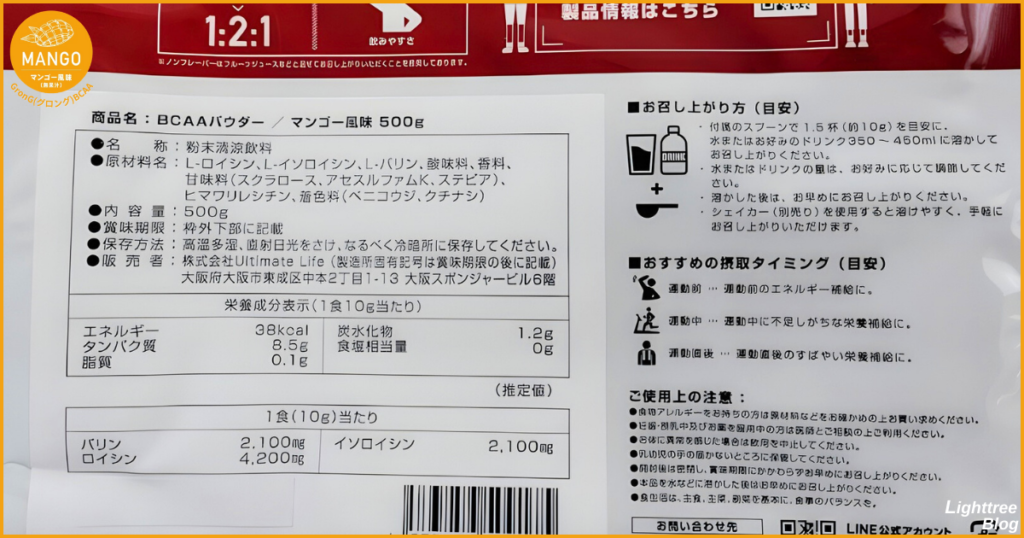 MANGO
マンゴー風味
(無果汁)
GronG(グロング)BCAA
1:2:1
飲みやすさ
製品情報はこちら
※ノンフレーバーはフルーツジュースなどと混ぜてお召し上がりいただくことを推奨しております。
商品名：BCAAパウダー ／ マンゴー風味 500g
●名　　称：粉末清涼飲料
●原材料名：L-ロイシン、L-イソロイシン、L-バリン、酸味料、香料、
甘味料（スクラロース、アセスルファムK、ステビア）、
ヒマワリレシチン、着色料（ベニコウジ、クチナシ）
●内 容 量：500g
●賞味期限：枠外下部に記載
●保存方法：高温多湿、直射日光をさけ、なるべく冷暗所に保存してください。
●販 売 者：株式会社Ultimate Life（製造所固有記号は賞味期限の後に記載）
大阪府大阪市東成区中本2丁目1-13 大阪スポンジャービル6階
栄養成分表示（1食10g当たり）
エネルギー 38kcal 炭水化物 1.2g
タンパク質 8.5g 食塩相当量 0g
脂質 0.1g
（推定値）
1食（10g）当たり
バリン 2,100mg イソロイシン 2,100mg
ロイシン 4,200mg
■お召し上がり方（目安）
DRINK
・付属のスプーンで1.5杯（約10g）を目安に、
水またはお好みのドリンク350～450mlに溶かして
お召し上がりください。
・水またはドリンクの量は、お好みに応じて調節してくだ
さい。
・溶かした後は、お早めにお召し上がりください。
・シェイカー（別売り）を使用すると溶けやすく、手軽に
お召し上がりいただけます。
■おすすめの摂取タイミング（目安）
運動前 … 運動前のエネルギー補給に。
運動中 … 運動中に不足しがちな栄養補給に。
運動直後 … 運動直後のすばやい栄養補給に。
ご使用上の注意：
●食物アレルギーをお持ちの方は原材料などをお確かめの上お買い求めください。
●妊娠・授乳中及びお薬を服用中の方は医師とご相談の上ご利用ください。
●お体に異常を感じた場合は飲用を中止してください。
●乳幼児の手の届かないところに保管してください。
●開封後は密閉し、賞味期限にかかわらずお早めにお召し上がりください。
●本品を水などに溶かした後はお早めにお召し上がりください。
●食生活は、主食、主菜、副菜を基本に、食事のバランスを。
お問い合わせ先
LINE公式アカウント
Lighttree
Blog